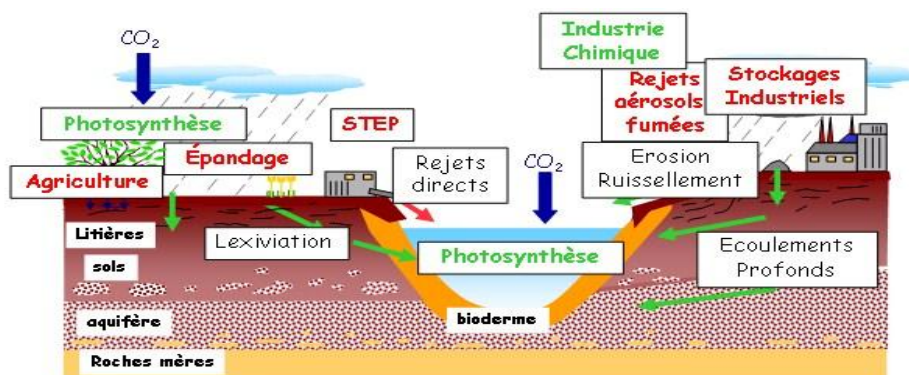 CO2
Industrie
Chimique
Photosynthèse
STEP
Rejets
aérosols
fumées
Stockages
Industriels
Épandage
Agriculture
Rejets
directs
CO2
Erosion
Ruissellement
Litières
Lexiviation
Photosynthèse
Ecoulements
Profonds
sols
aquifère
bioderme
Roches mères